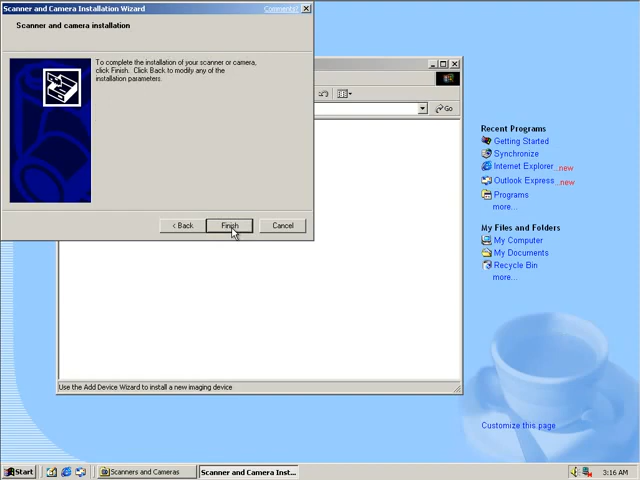 Scanner and Camera Installation Wizard
Comments?
Scanner and camera installation
To complete the installation of your scanner or camera,
click Finish. Click Back to modify any of the
installation parameters.
< Back
Finish
Cancel
Go
Use the Add Device Wizard to install a new imaging device
Recent Programs
Getting Started
Synchronize
Internet Explorer
new
Outlook Express
new
Programs
more...
My Files and Folders
My Computer
My Documents
Recycle Bin
more...
Customize this page
Start
Scanners and Cameras
Scanner and Camera Inst...
3:16 AM